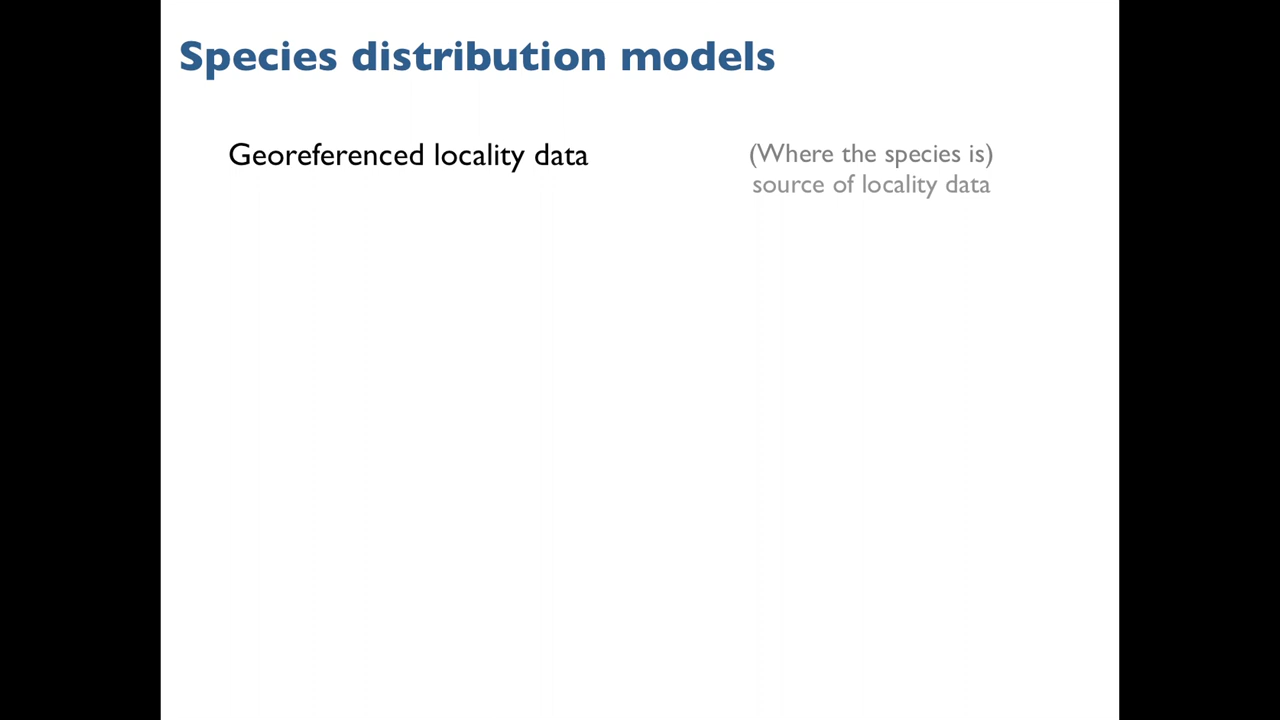 Species distribution models
Georeferenced locality data
(Where the species is)
source of locality data